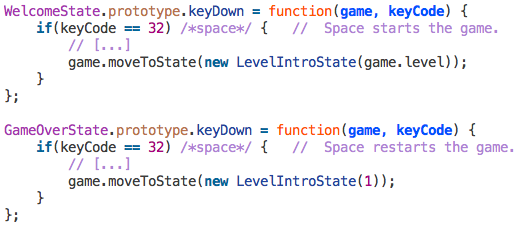 WelcomeState.prototype.keyDown = function(game, keyCode) {
    if(keyCode == 32) /*space*/ {   //  Space starts the game.
        // [...]
        game.moveToState(new LevelIntroState(game.level));
    }
};

GameOverState.prototype.keyDown = function(game, keyCode) {
    if(keyCode == 32) /*space*/ {   //  Space restarts the game.
        // [...]
        game.moveToState(new LevelIntroState(1));
    }
};